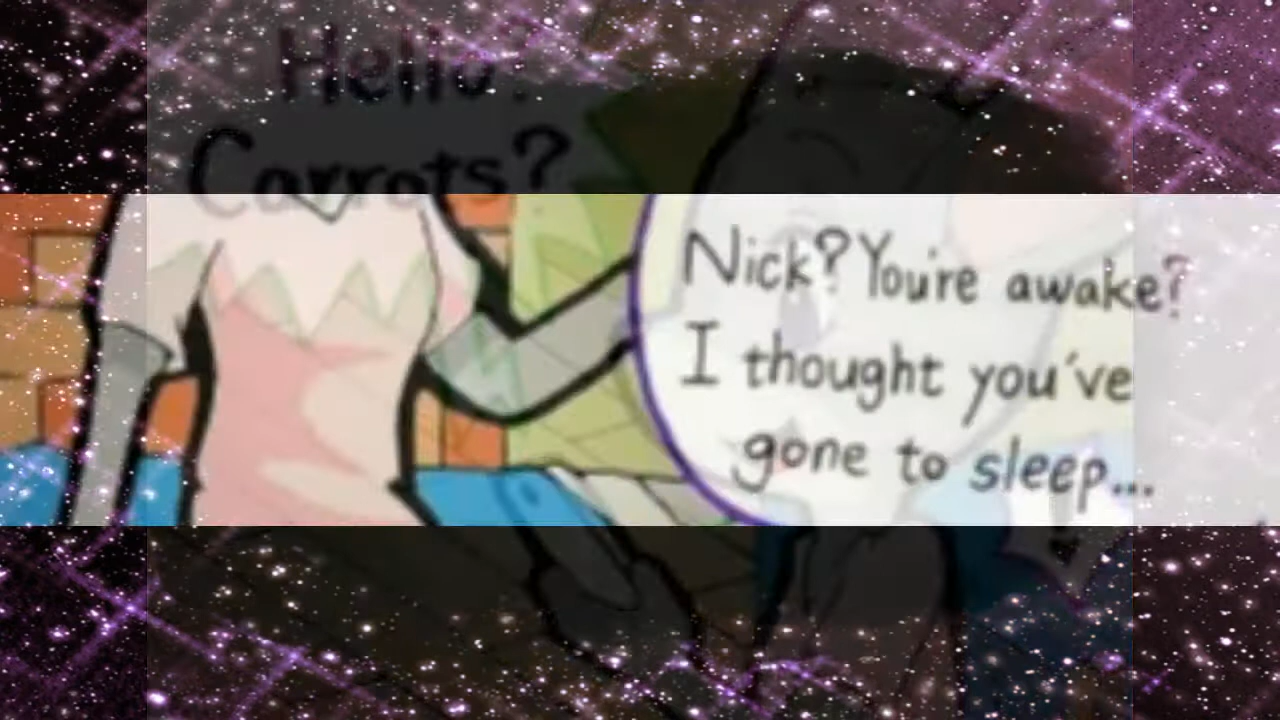 Hello?
Carrots?
Nick? You're awake?
I thought you've
gone to sleep...